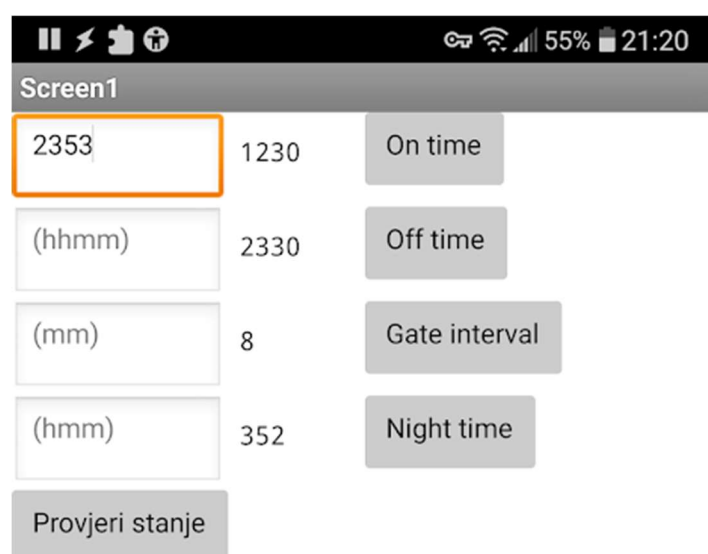 55% 21:20
Screen1
2353 1230 On time
(hhmm) 2330 Off time
(mm) 8 Gate interval
(hmm) 352 Night time
Provjeri stanje